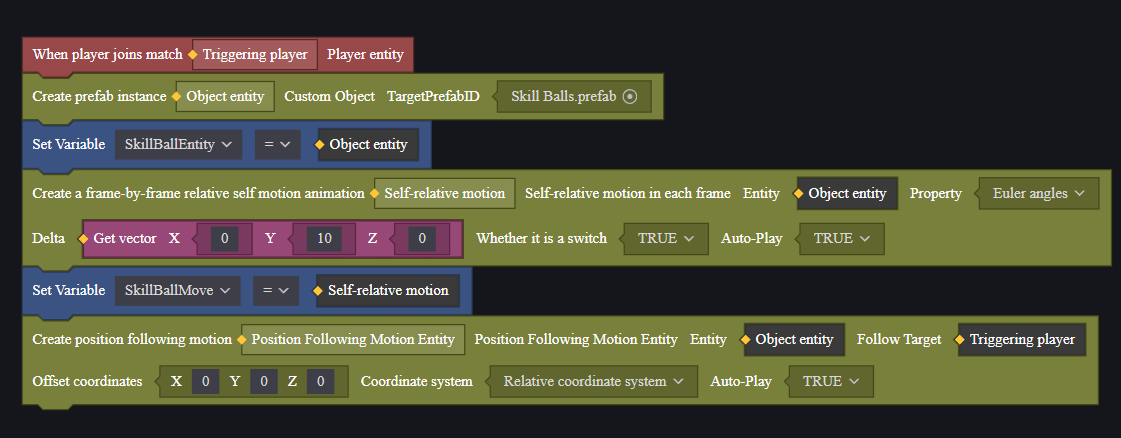 When player joins match Triggering player Player entity
Create prefab instance Object entity Custom Object TargetPrefabID Skill Balls.prefab
Set Variable SkillBallEntity = Object entity
Create a frame-by-frame relative self motion animation Self-relative motion Self-relative motion in each frame Entity Object entity Property Euler angles
Delta Get vector X 0 Y 10 Z 0 Whether it is a switch TRUE Auto-Play TRUE
Set Variable SkillBallMove = Self-relative motion
Create position following motion Position Following Motion Entity Position Following Motion Entity Entity Object entity Follow Target Triggering player
Offset coordinates X 0 Y 0 Z 0 Coordinate system Relative coordinate system Auto-Play TRUE